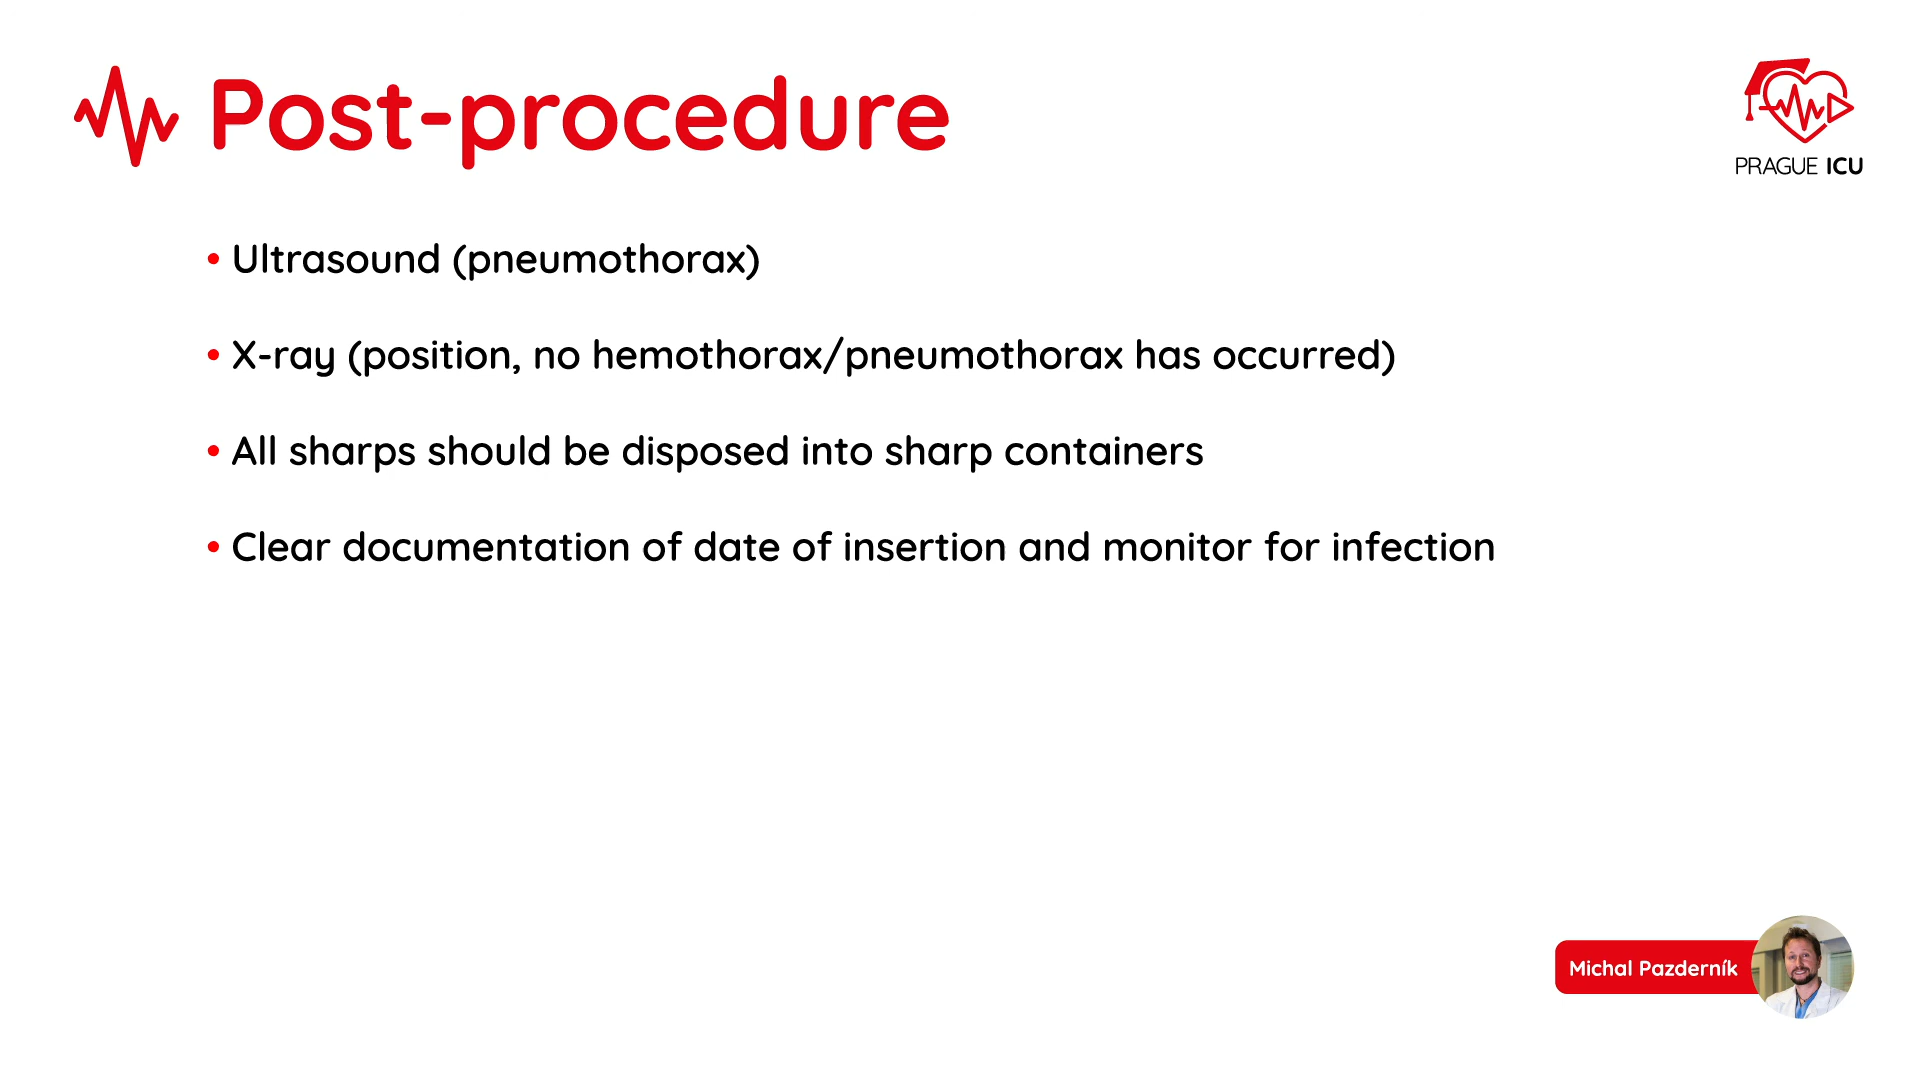 Post-procedure
PRAGUE ICU
• Ultrasound (pneumothorax)
• X-ray (position, no hemothorax/pneumothorax has occurred)
• All sharps should be disposed into sharp containers
• Clear documentation of date of insertion and monitor for infection
Michal Pazderník